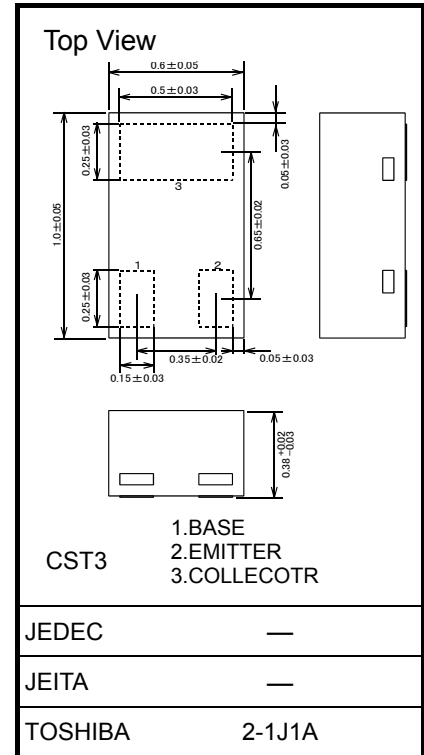 Top View
0.6±0.05
0.5±0.03
0.25±0.03
3
0.05±0.03
1.0±0.05
0.65±0.02
1
2
0.25±0.03
0.35±0.02
0.05±0.03
0.15±0.03
0.38 +0.02 -0.03
CST3
1.BASE
2.EMITTER
3.COLLECOTR
JEDEC —
JEITA —
TOSHIBA 2-1J1A